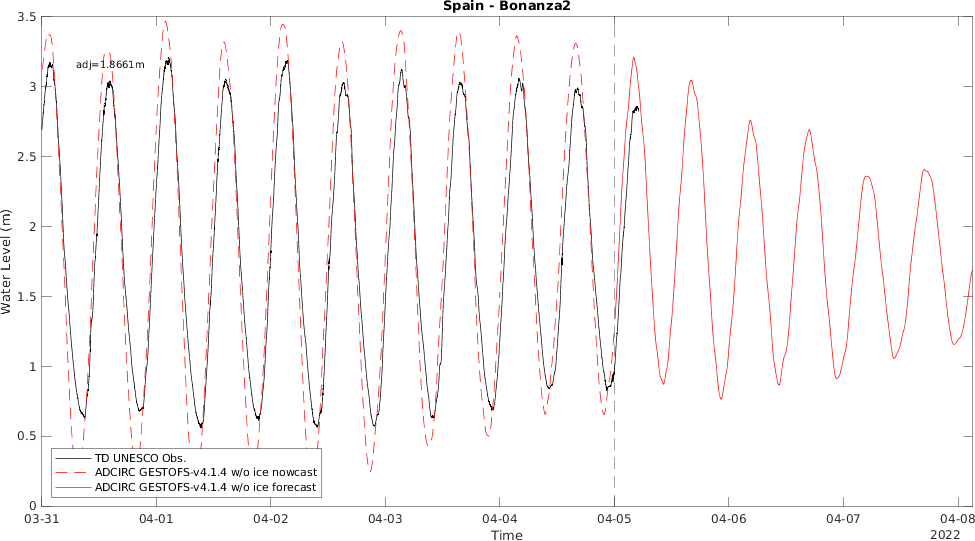 Spain - Bonanza2
3.5
3
2.5
2
1.5
1
0.5
0
Water Level (m)
adj=1.8661m
TD UNESCO Obs.
ADCIRC GESTOFS-v4.1.4 w/o ice nowcast
ADCIRC GESTOFS-v4.1.4 w/o ice forecast
03-31 04-01 04-02 04-03 04-04 04-05 04-06 04-07 04-08
Time
2022